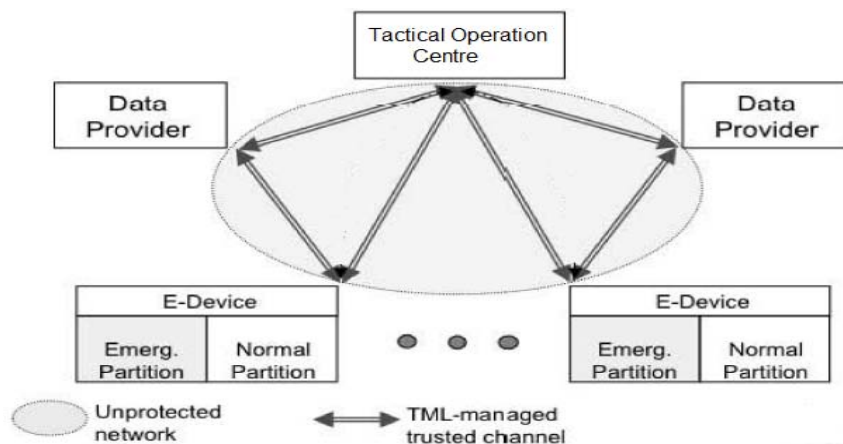 Tactical Operation
Centre
Data
Provider
Data
Provider
E-Device
Emerg.
Partition
Normal
Partition
E-Device
Emerg.
Partition
Normal
Partition
Unprotected
network
TML-managed
trusted channel